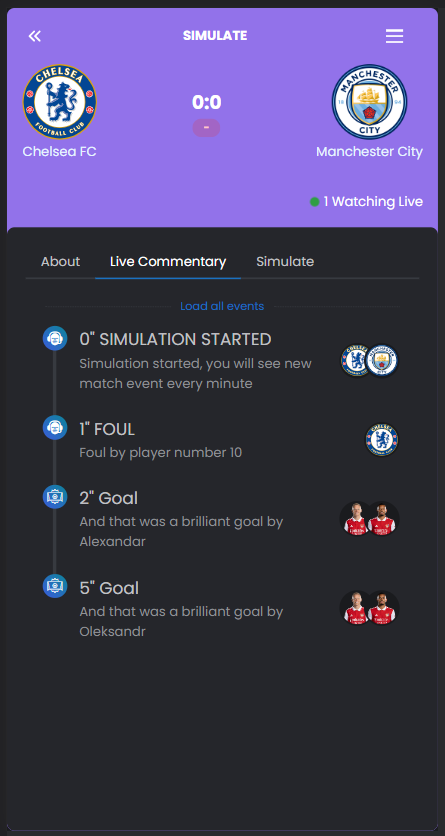 SIMULATE
CHELSEA
FOOTBALL CLUB
MANCHESTER
18 94
CITY
0:0
-
Chelsea FC
Manchester City
1 Watching Live
About
Live Commentary
Simulate
Load all events
0" SIMULATION STARTED
Simulation started, you will see new
match event every minute
1" FOUL
Foul by player number 10
2" Goal
And that was a brilliant goal by
Alexandar
5" Goal
And that was a brilliant goal by
Oleksandr